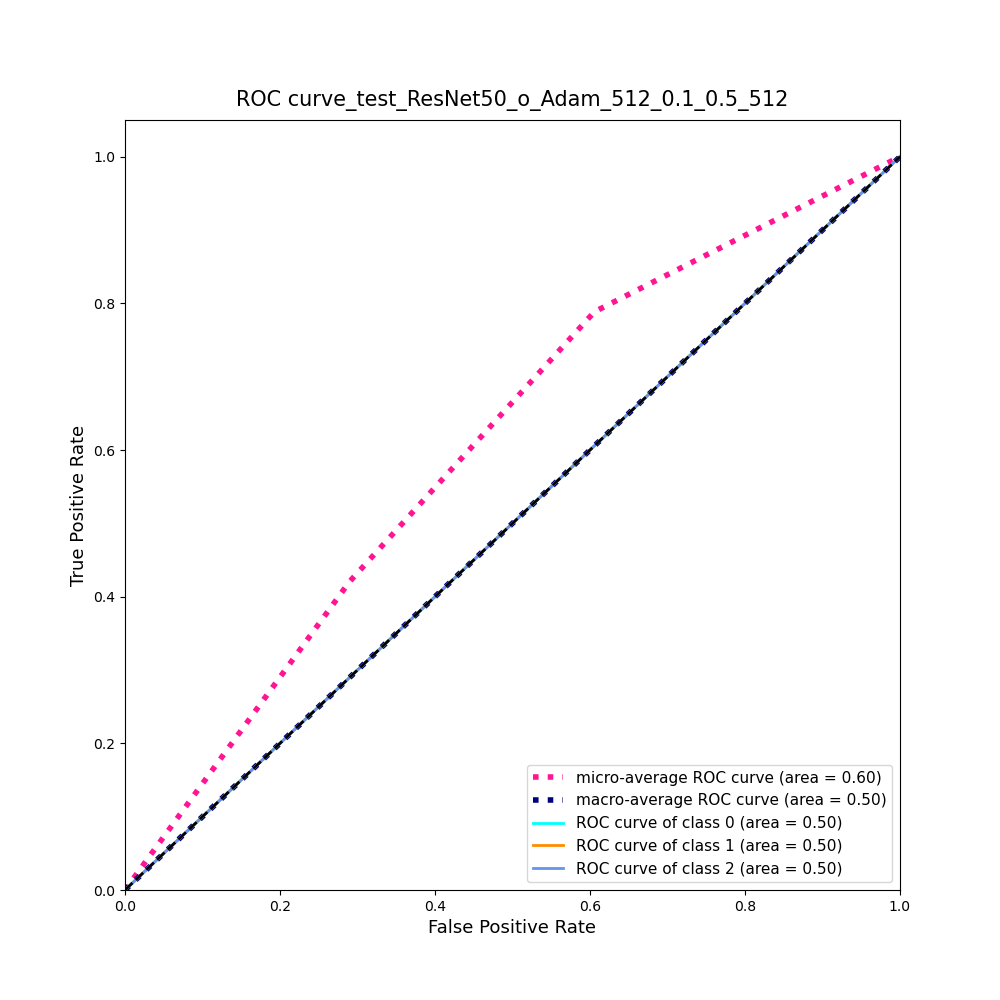 ROC curve_test_ResNet50_o_Adam_512_0.1_0.5_512
1.0
0.8
0.6
0.4
0.2
0.0
True Positive Rate
micro-average ROC curve (area = 0.60)
macro-average ROC curve (area = 0.50)
ROC curve of class 0 (area = 0.50)
ROC curve of class 1 (area = 0.50)
ROC curve of class 2 (area = 0.50)
0.0 0.2 0.4 0.6 0.8 1.0
False Positive Rate